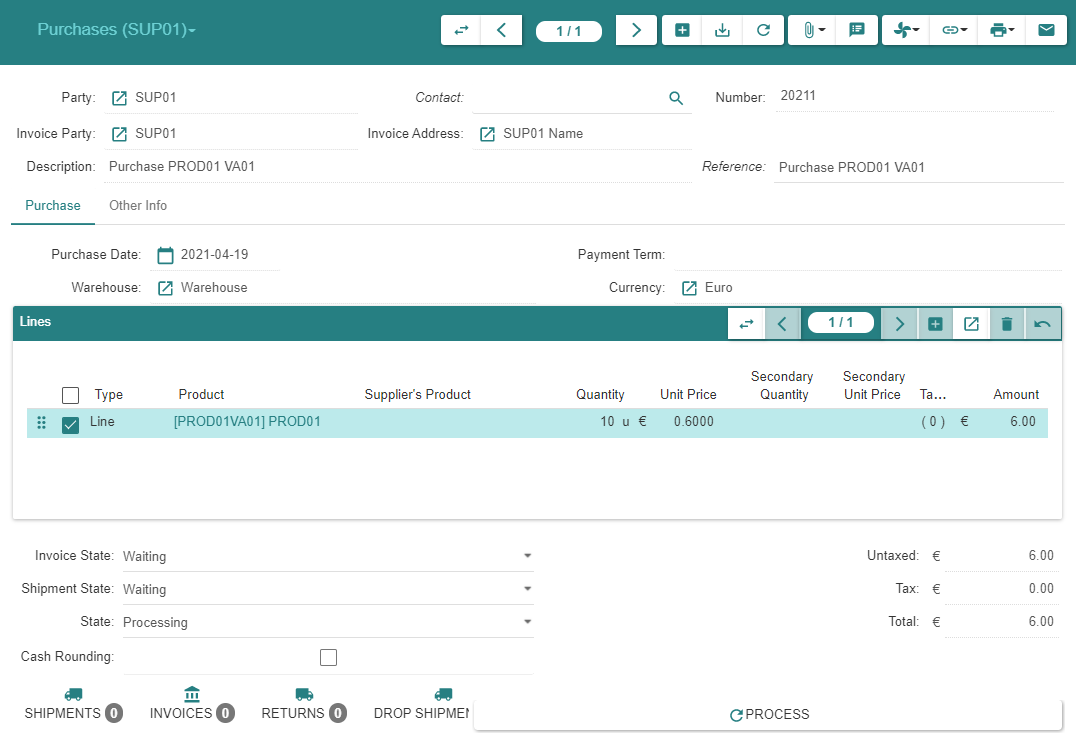 Purchases (SUP01)
1 / 1
Party: SUP01 Contact: Number: 20211
Invoice Party: SUP01 Invoice Address: SUP01 Name
Description: Purchase PROD01 VA01 Reference: Purchase PROD01 VA01
Purchase Other Info
Purchase Date: 2021-04-19 Payment Term:
Warehouse: Warehouse Currency: Euro
Lines 1 / 1
Type Product Supplier's Product Quantity Unit Price Secondary Quantity Secondary Unit Price Ta... Amount
Line [PROD01VA01] PROD01 10 u € 0.6000 ( 0 ) € 6.00
Invoice State: Waiting Untaxed: € 6.00
Shipment State: Waiting Tax: € 0.00
State: Processing Total: € 6.00
Cash Rounding:
SHIPMENTS 0 INVOICES 0 RETURNS 0 DROP SHIPMEN PROCESS